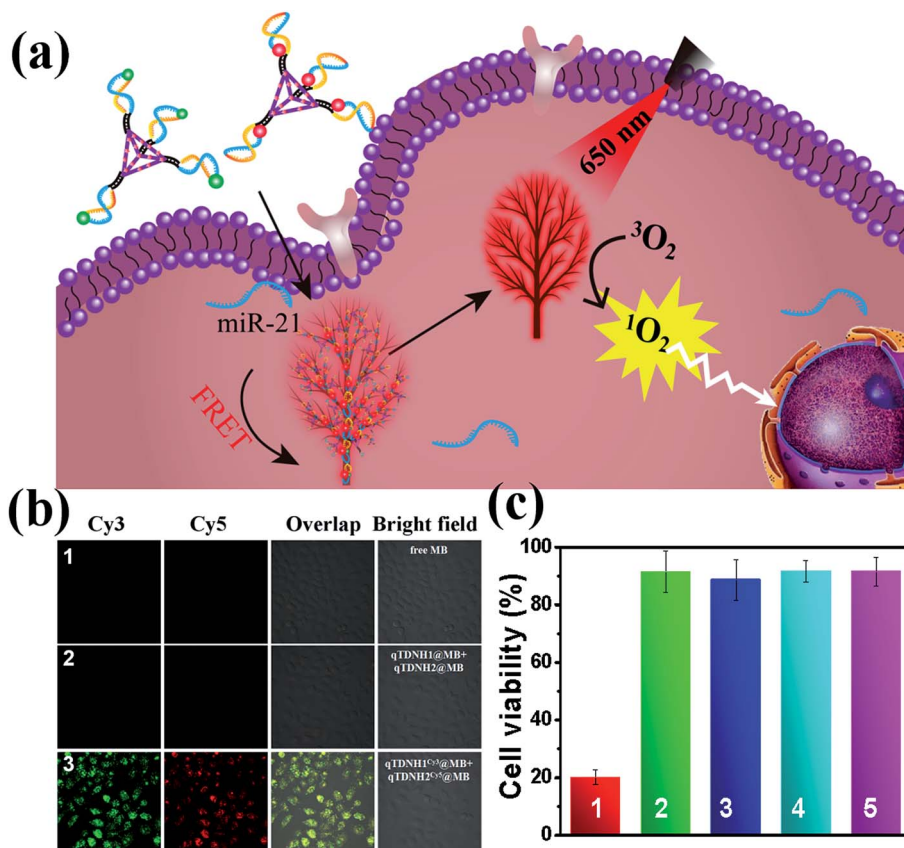 (a)
650 nm
³O₂
¹O₂
miR-21
FRET
(b)
Cy3 Cy5 Overlap Bright field
1
free MB
2
qTDNH1@MB+
qTDNH2@MB
3
qTDNH1ᶜʸ³@MB+
qTDNH2ᶜʸ⁵@MB
(c)
Cell viability (%)
100
80
60
40
20
0
1 2 3 4 5